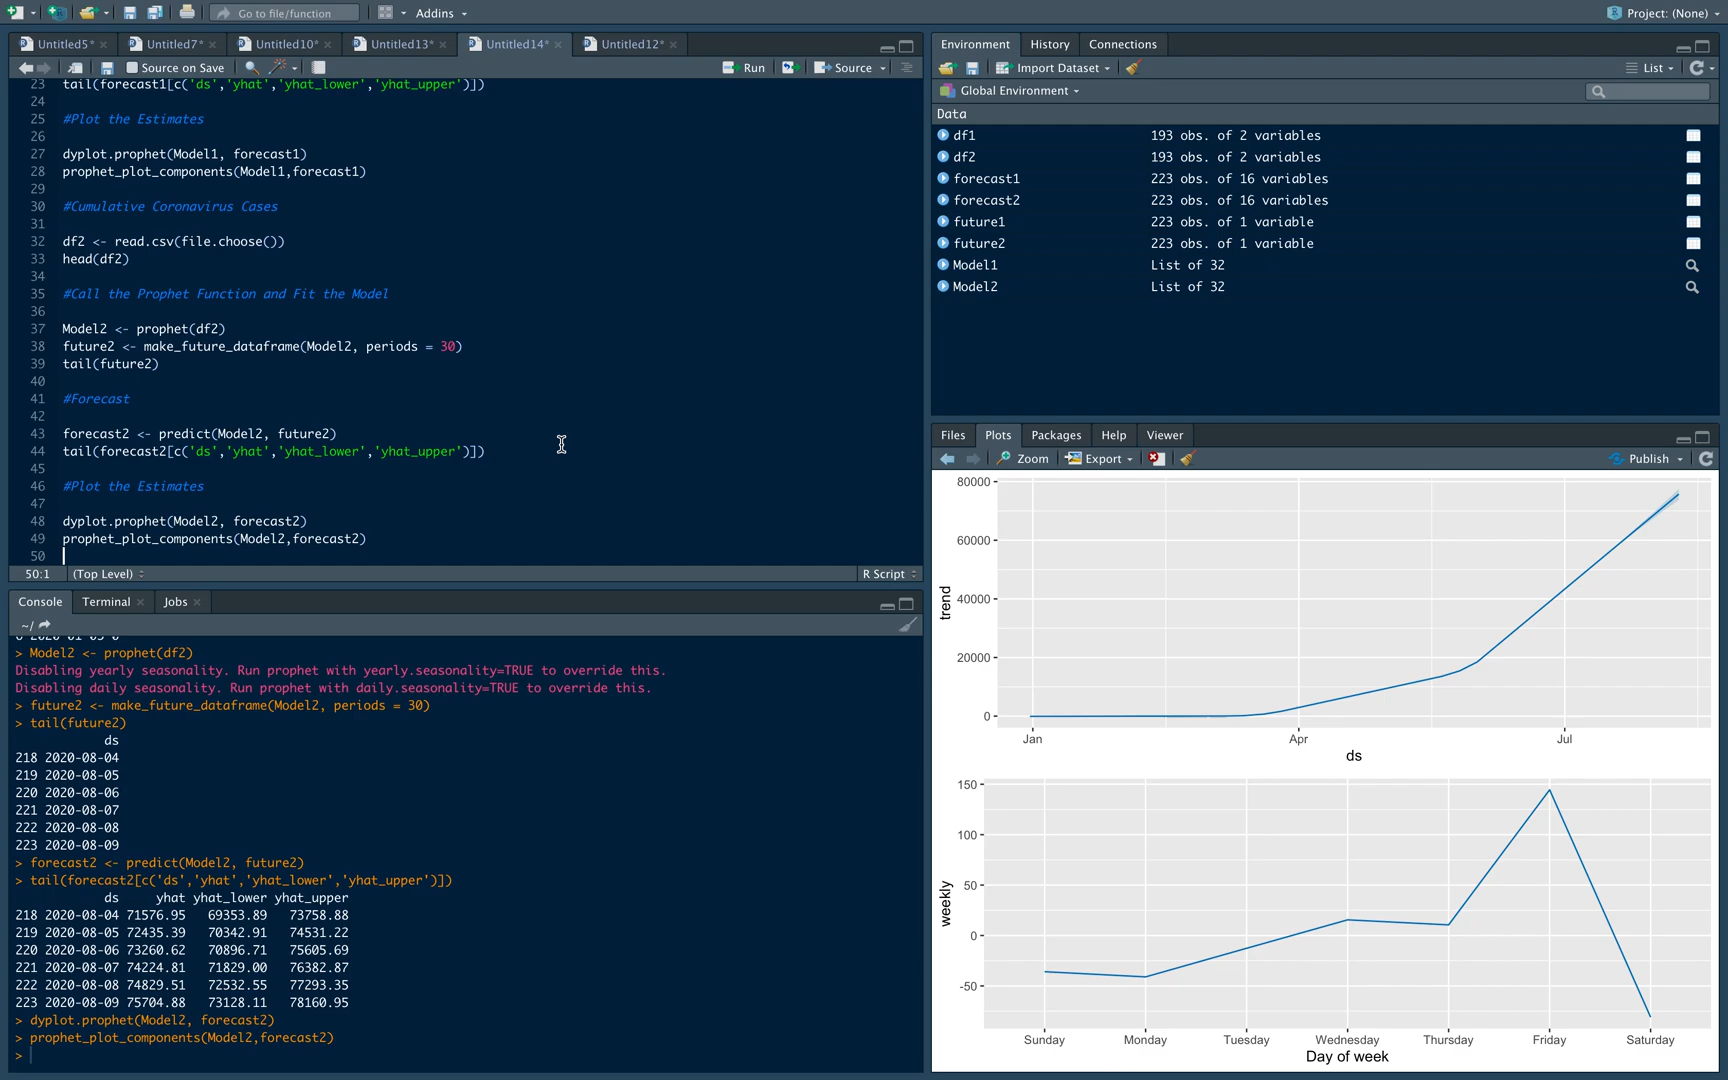 Go to file/function
Addins
Project: (None)
Untitled5*
Untitled7*
Untitled10*
Untitled13*
Untitled14*
Untitled12*
Source on Save
Run
Source
23 tail(forecast1[c('ds','yhat','yhat_lower','yhat_upper')])
24
25 #Plot the Estimates
26
27 dyplot.prophet(Model1, forecast1)
28 prophet_plot_components(Model1,forecast1)
29
30 #Cumulative Coronavirus Cases
31
32 df2 <- read.csv(file.choose())
33 head(df2)
34
35 #Call the Prophet Function and Fit the Model
36
37 Model2 <- prophet(df2)
38 future2 <- make_future_dataframe(Model2, periods = 30)
39 tail(future2)
40
41 #Forecast
42
43 forecast2 <- predict(Model2, future2)
44 tail(forecast2[c('ds','yhat','yhat_lower','yhat_upper')])
45
46 #Plot the Estimates
47
48 dyplot.prophet(Model2, forecast2)
49 prophet_plot_components(Model2,forecast2)
50
50:1 (Top Level) R Script
Console Terminal Jobs
~/
> Model2 <- prophet(df2)
Disabling yearly seasonality. Run prophet with yearly.seasonality=TRUE to override this.
Disabling daily seasonality. Run prophet with daily.seasonality=TRUE to override this.
> future2 <- make_future_dataframe(Model2, periods = 30)
> tail(future2)
ds
218 2020-08-04
219 2020-08-05
220 2020-08-06
221 2020-08-07
222 2020-08-08
223 2020-08-09
> forecast2 <- predict(Model2, future2)
> tail(forecast2[c('ds','yhat','yhat_lower','yhat_upper')])
ds yhat yhat_lower yhat_upper
218 2020-08-04 71576.95 69353.89 73758.88
219 2020-08-05 72435.39 70342.91 74531.22
220 2020-08-06 73260.62 70896.71 75605.69
221 2020-08-07 74224.81 71829.00 76382.87
222 2020-08-08 74829.51 72532.55 77293.35
223 2020-08-09 75704.88 73128.11 78160.95
> dyplot.prophet(Model2, forecast2)
> prophet_plot_components(Model2,forecast2)
>
Environment History Connections
Import Dataset
List
Global Environment
Data
df1 193 obs. of 2 variables
df2 193 obs. of 2 variables
forecast1 223 obs. of 16 variables
forecast2 223 obs. of 16 variables
future1 223 obs. of 1 variable
future2 223 obs. of 1 variable
Model1 List of 32
Model2 List of 32
Files Plots Packages Help Viewer
Zoom Export Publish
80000
60000
40000
20000
0
trend
Jan Apr Jul
ds
150
100
50
0
-50
weekly
Sunday Monday Tuesday Wednesday Thursday Friday Saturday
Day of week